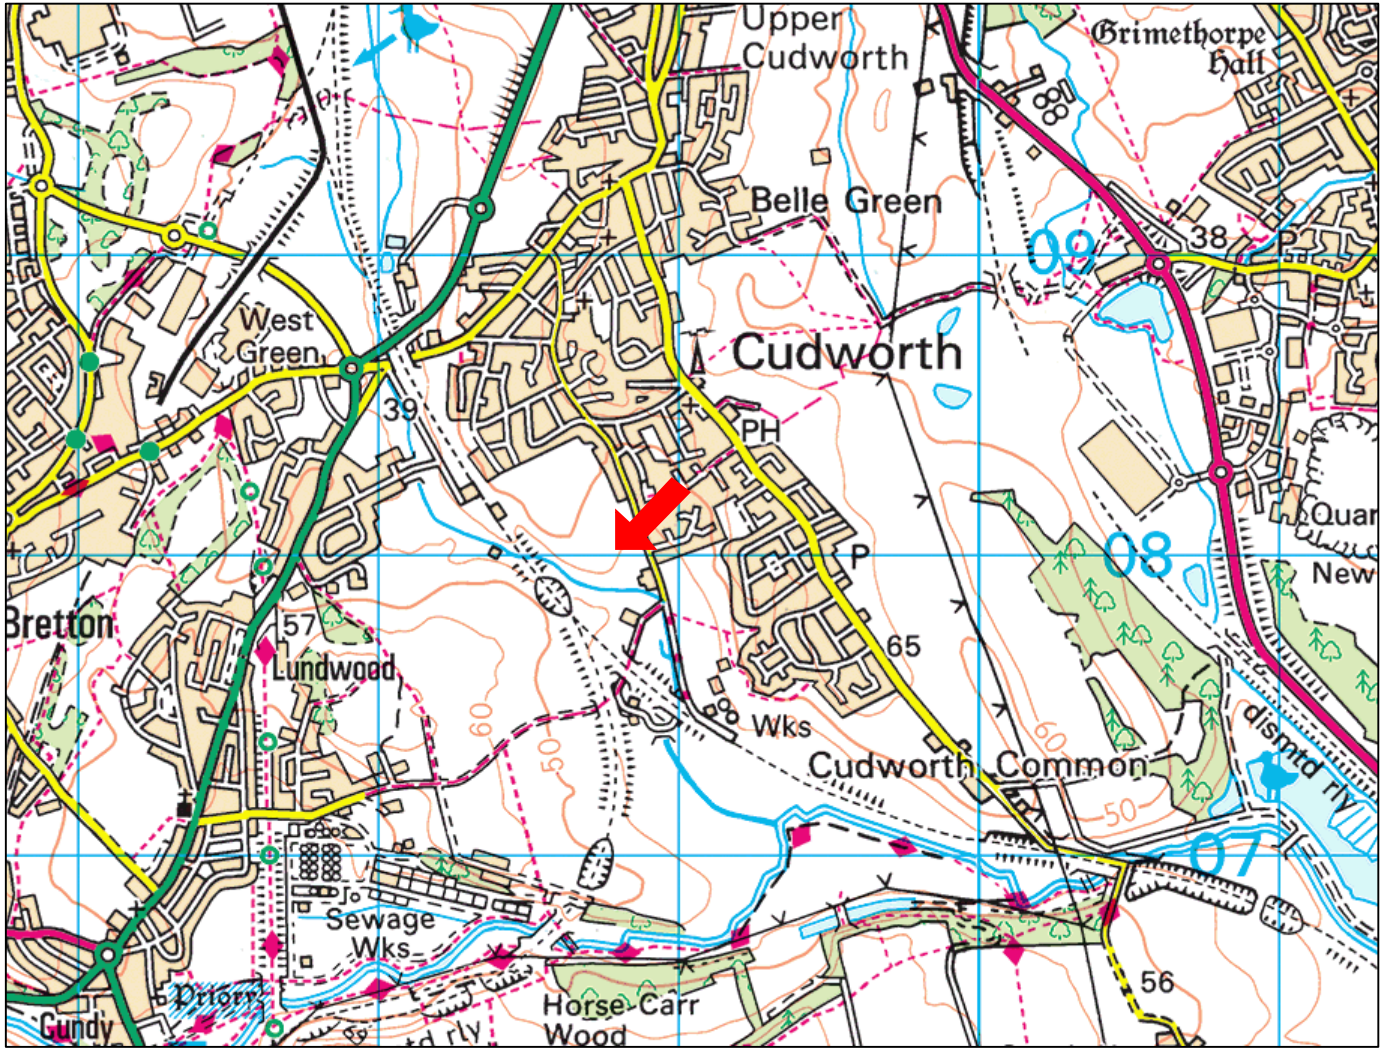 Upper
Cudworth
Grimethorpe
Hall
Belle Green
09
38
P
West
Green
Cudworth
39
PH
Quar
New
08
P
Bretton
57
Lundwood
65
60
50
Wks
60
Cudworth Common
50
dismtd rly
07
Sewage
Wks
Priory
Cundy
Horse Carr
Wood
56
td rly